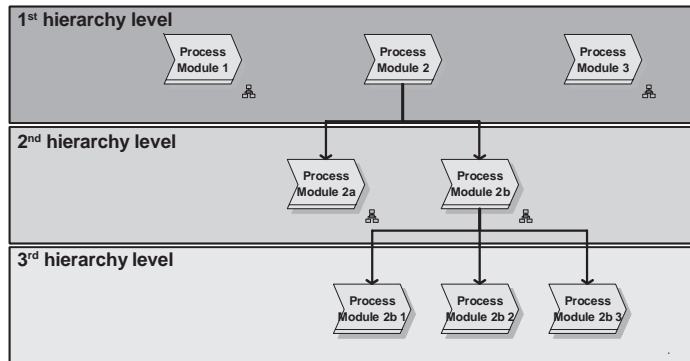 1st hierarchy level
Process
Module 1
Process
Module 2
Process
Module 3
2nd hierarchy level
Process
Module 2a
Process
Module 2b
3rd hierarchy level
Process
Module 2b 1
Process
Module 2b 2
Process
Module 2b 3